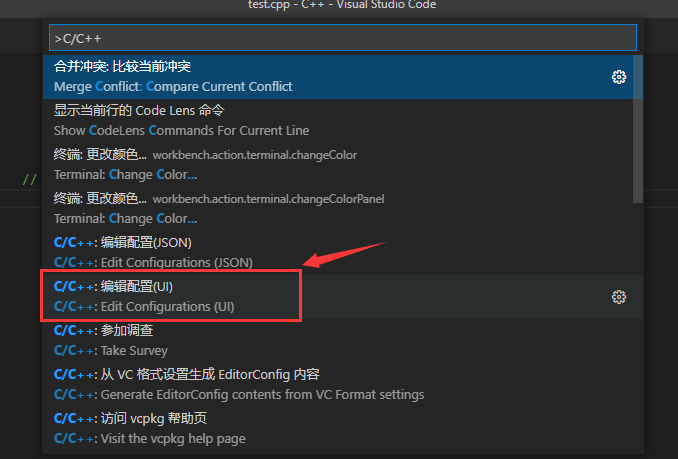 test.cpp - C++ - Visual Studio Code
>C/C++
合并冲突: 比较当前冲突
Merge Conflict: Compare Current Conflict
显示当前行的 Code Lens 命令
Show CodeLens Commands For Current Line
终端: 更改颜色... workbench.action.terminal.changeColor
Terminal: Change Color...
终端: 更改颜色... workbench.action.terminal.changeColorPanel
Terminal: Change Color...
//
C/C++: 编辑配置(JSON)
C/C++: Edit Configurations (JSON)
C/C++: 编辑配置(UI)
C/C++: Edit Configurations (UI)
C/C++: 参加调查
C/C++: Take Survey
C/C++: 从 VC 格式设置生成 EditorConfig 内容
C/C++: Generate EditorConfig contents from VC Format settings
C/C++: 访问 vcpkg 帮助页
C/C++: Visit the vcpkg help page